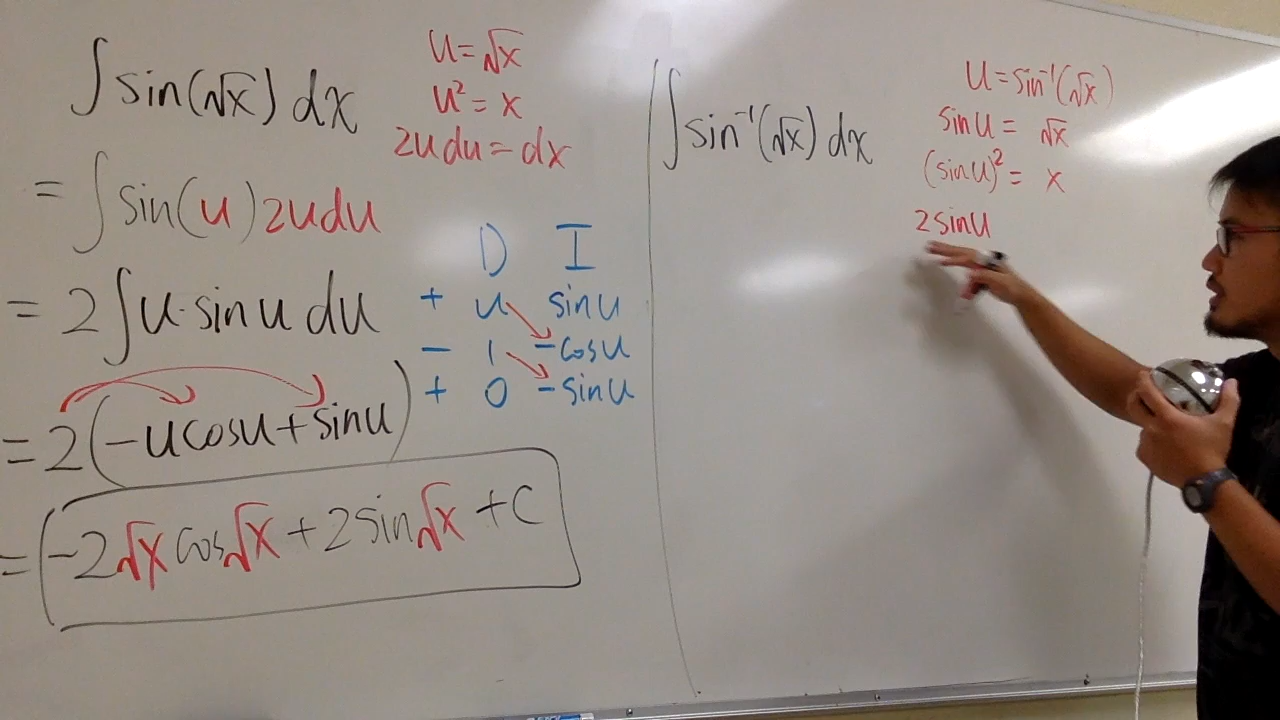 ∫ sin(√x) dx
u = √x
u² = x
2u du = dx
= ∫ sin(u) 2u du
= 2 ∫ u · sin u du
D I
+ u sin u
− 1 −cos u
+ 0 −sin u
= 2(−u cos u + sin u)
= −2√x cos√x + 2 sin√x + C
∫ sin⁻¹(√x) dx
u = sin⁻¹(√x)
sin u = √x
(sin u)² = x
2 sin u